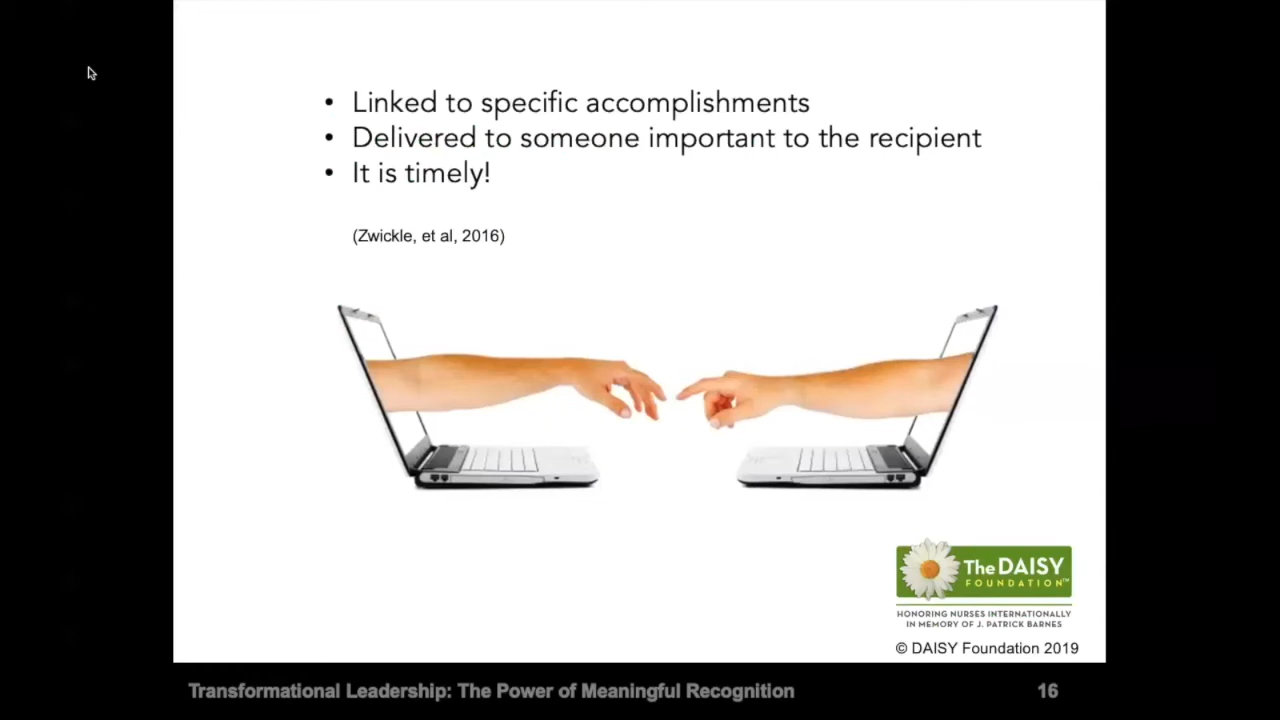 • Linked to specific accomplishments
• Delivered to someone important to the recipient
• It is timely!
(Zwickle, et al, 2016)
The DAISY
FOUNDATION™
HONORING NURSES INTERNATIONALLY
IN MEMORY OF J. PATRICK BARNES
© DAISY Foundation 2019
Transformational Leadership: The Power of Meaningful Recognition 16